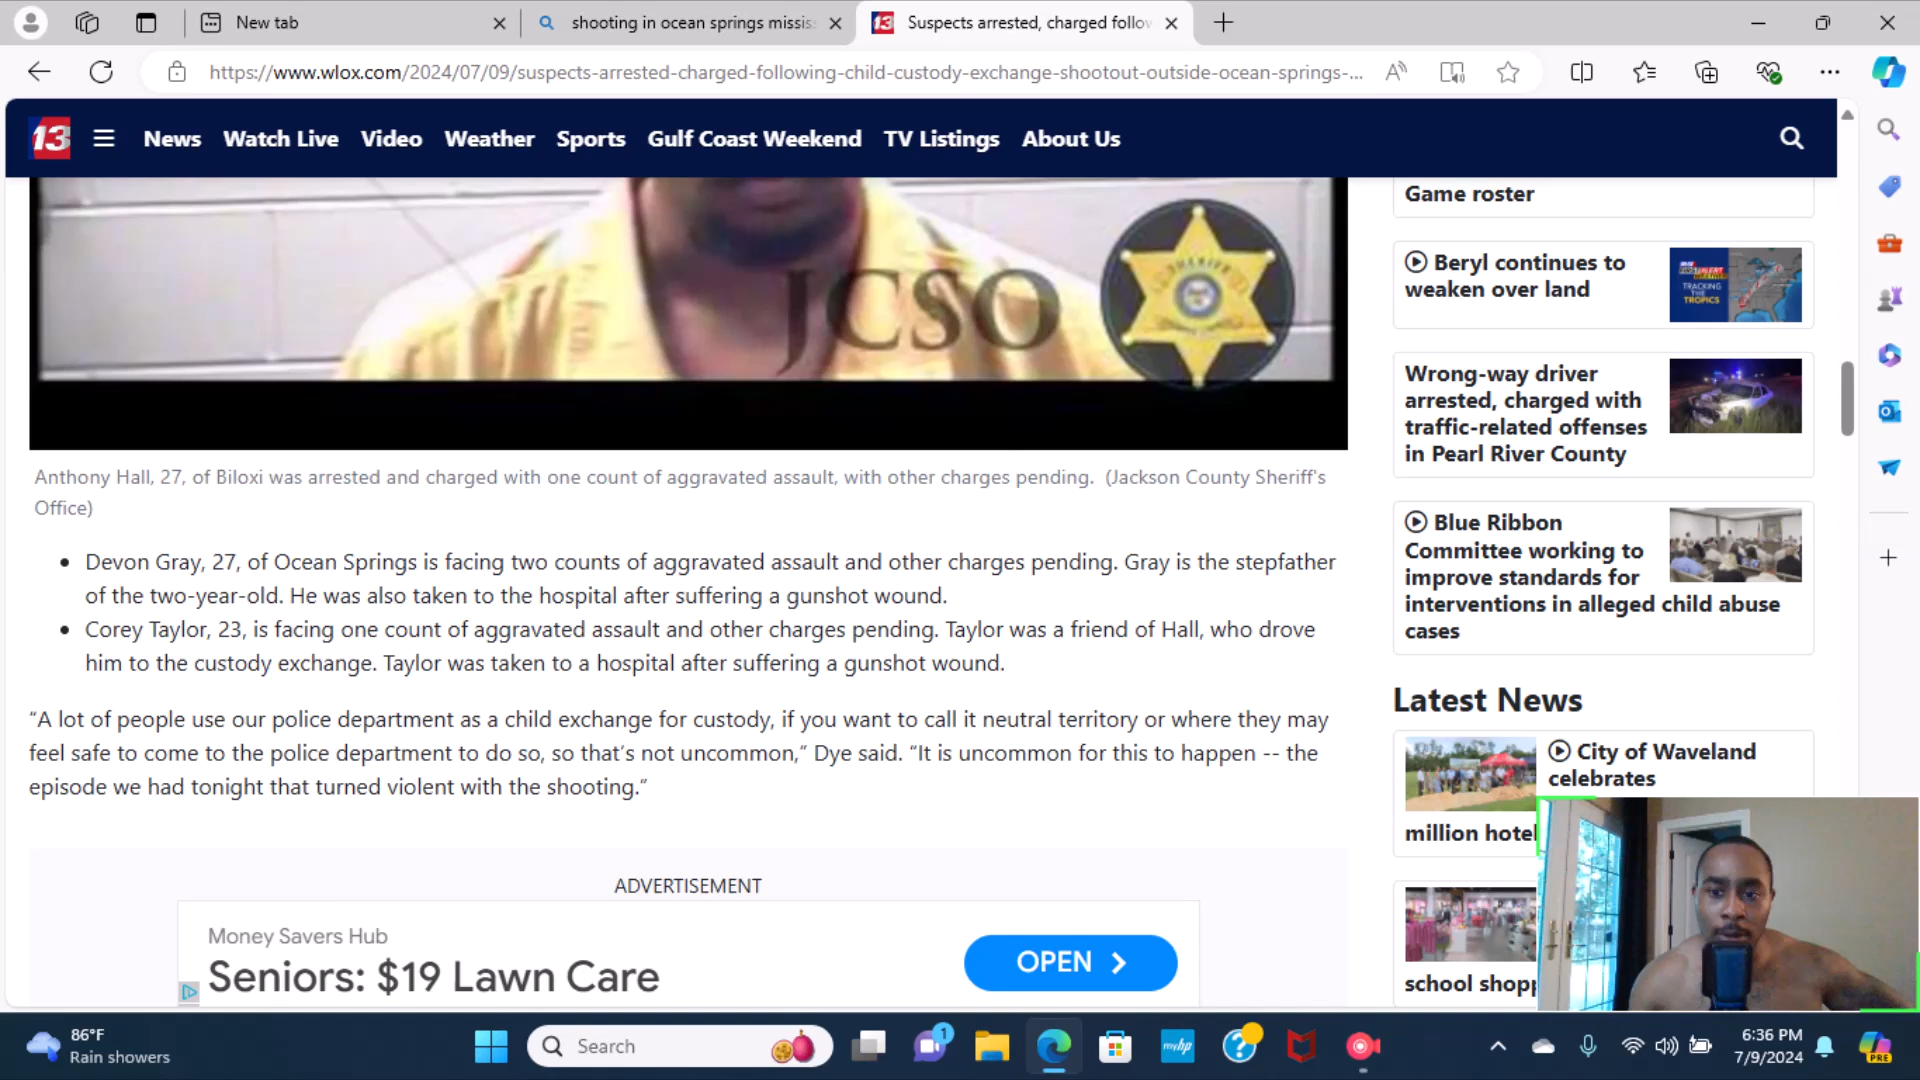 New tab
shooting in ocean springs missis
Suspects arrested, charged follow
https://www.wlox.com/2024/07/09/suspects-arrested-charged-following-child-custody-exchange-shootout-outside-ocean-springs-...
13
News
Watch Live
Video
Weather
Sports
Gulf Coast Weekend
TV Listings
About Us
JCSO
SHERIFF
Anthony Hall, 27, of Biloxi was arrested and charged with one count of aggravated assault, with other charges pending. (Jackson County Sheriff's
Office)
• Devon Gray, 27, of Ocean Springs is facing two counts of aggravated assault and other charges pending. Gray is the stepfather
of the two-year-old. He was also taken to the hospital after suffering a gunshot wound.
• Corey Taylor, 23, is facing one count of aggravated assault and other charges pending. Taylor was a friend of Hall, who drove
him to the custody exchange. Taylor was taken to a hospital after suffering a gunshot wound.
“A lot of people use our police department as a child exchange for custody, if you want to call it neutral territory or where they may
feel safe to come to the police department to do so, so that’s not uncommon,” Dye said. “It is uncommon for this to happen -- the
episode we had tonight that turned violent with the shooting.”
ADVERTISEMENT
Money Savers Hub
Seniors: $19 Lawn Care
OPEN
Game roster
Beryl continues to
weaken over land
TRACKING
THE
TROPICS
Wrong-way driver
arrested, charged with
traffic-related offenses
in Pearl River County
Blue Ribbon
Committee working to
improve standards for
interventions in alleged child abuse
cases
Latest News
City of Waveland
celebrates
million hotel
school shopp
86°F
Rain showers
Search
1
myhp
6:36 PM
7/9/2024
PRE